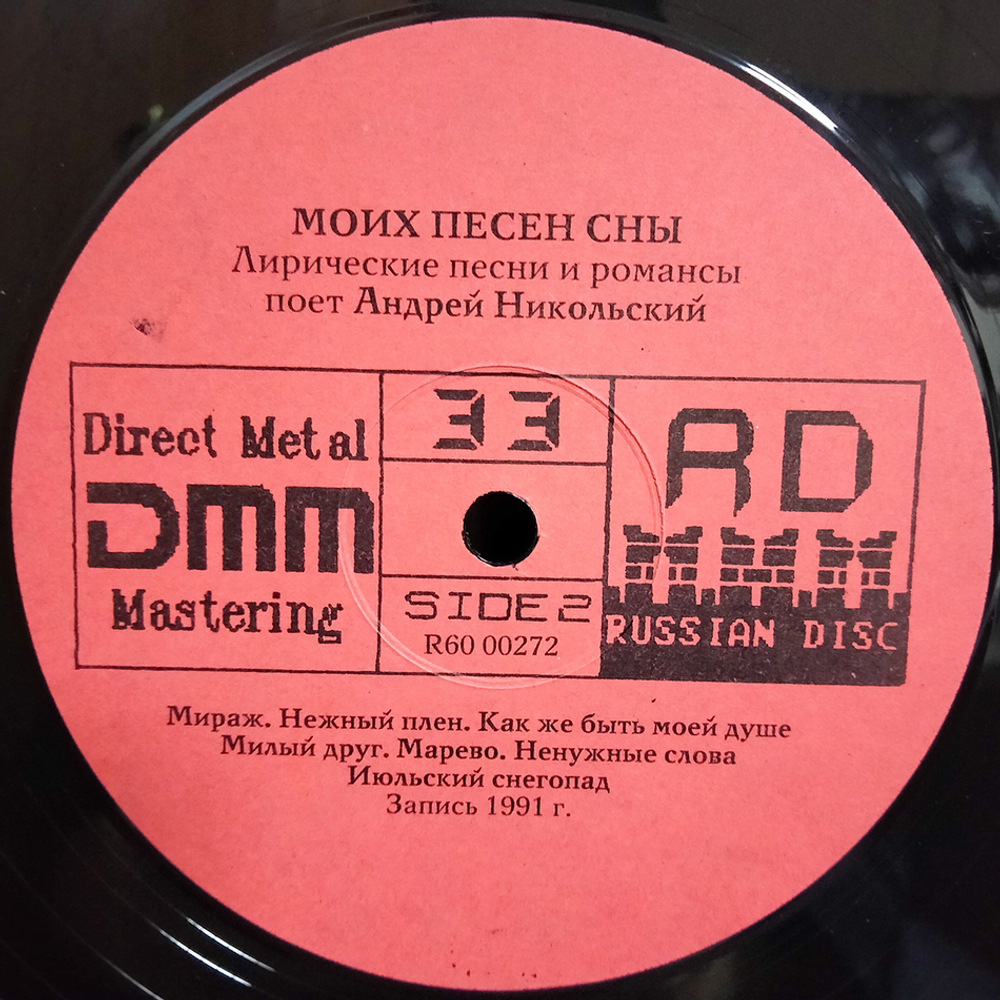 МОИХ ПЕСЕН СНЫ
Лирические песни и романсы
поет Андрей Никольский
Direct Metal
DMM
Mastering
33
SIDE 2
R60 00272
RD
RUSSIAN DISC
Мираж. Нежный плен. Как же быть моей душе
Милый друг. Марево. Ненужные слова
Июльский снегопад
Запись 1991 г.